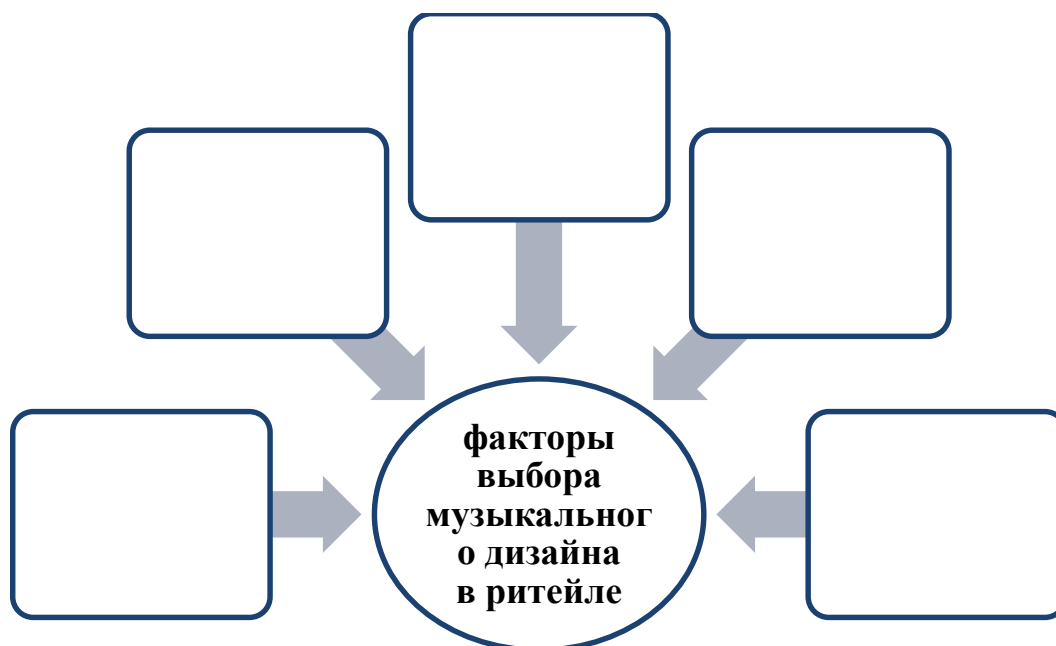 факторы
выбора
музыкальног
о дизайна
в ритейле